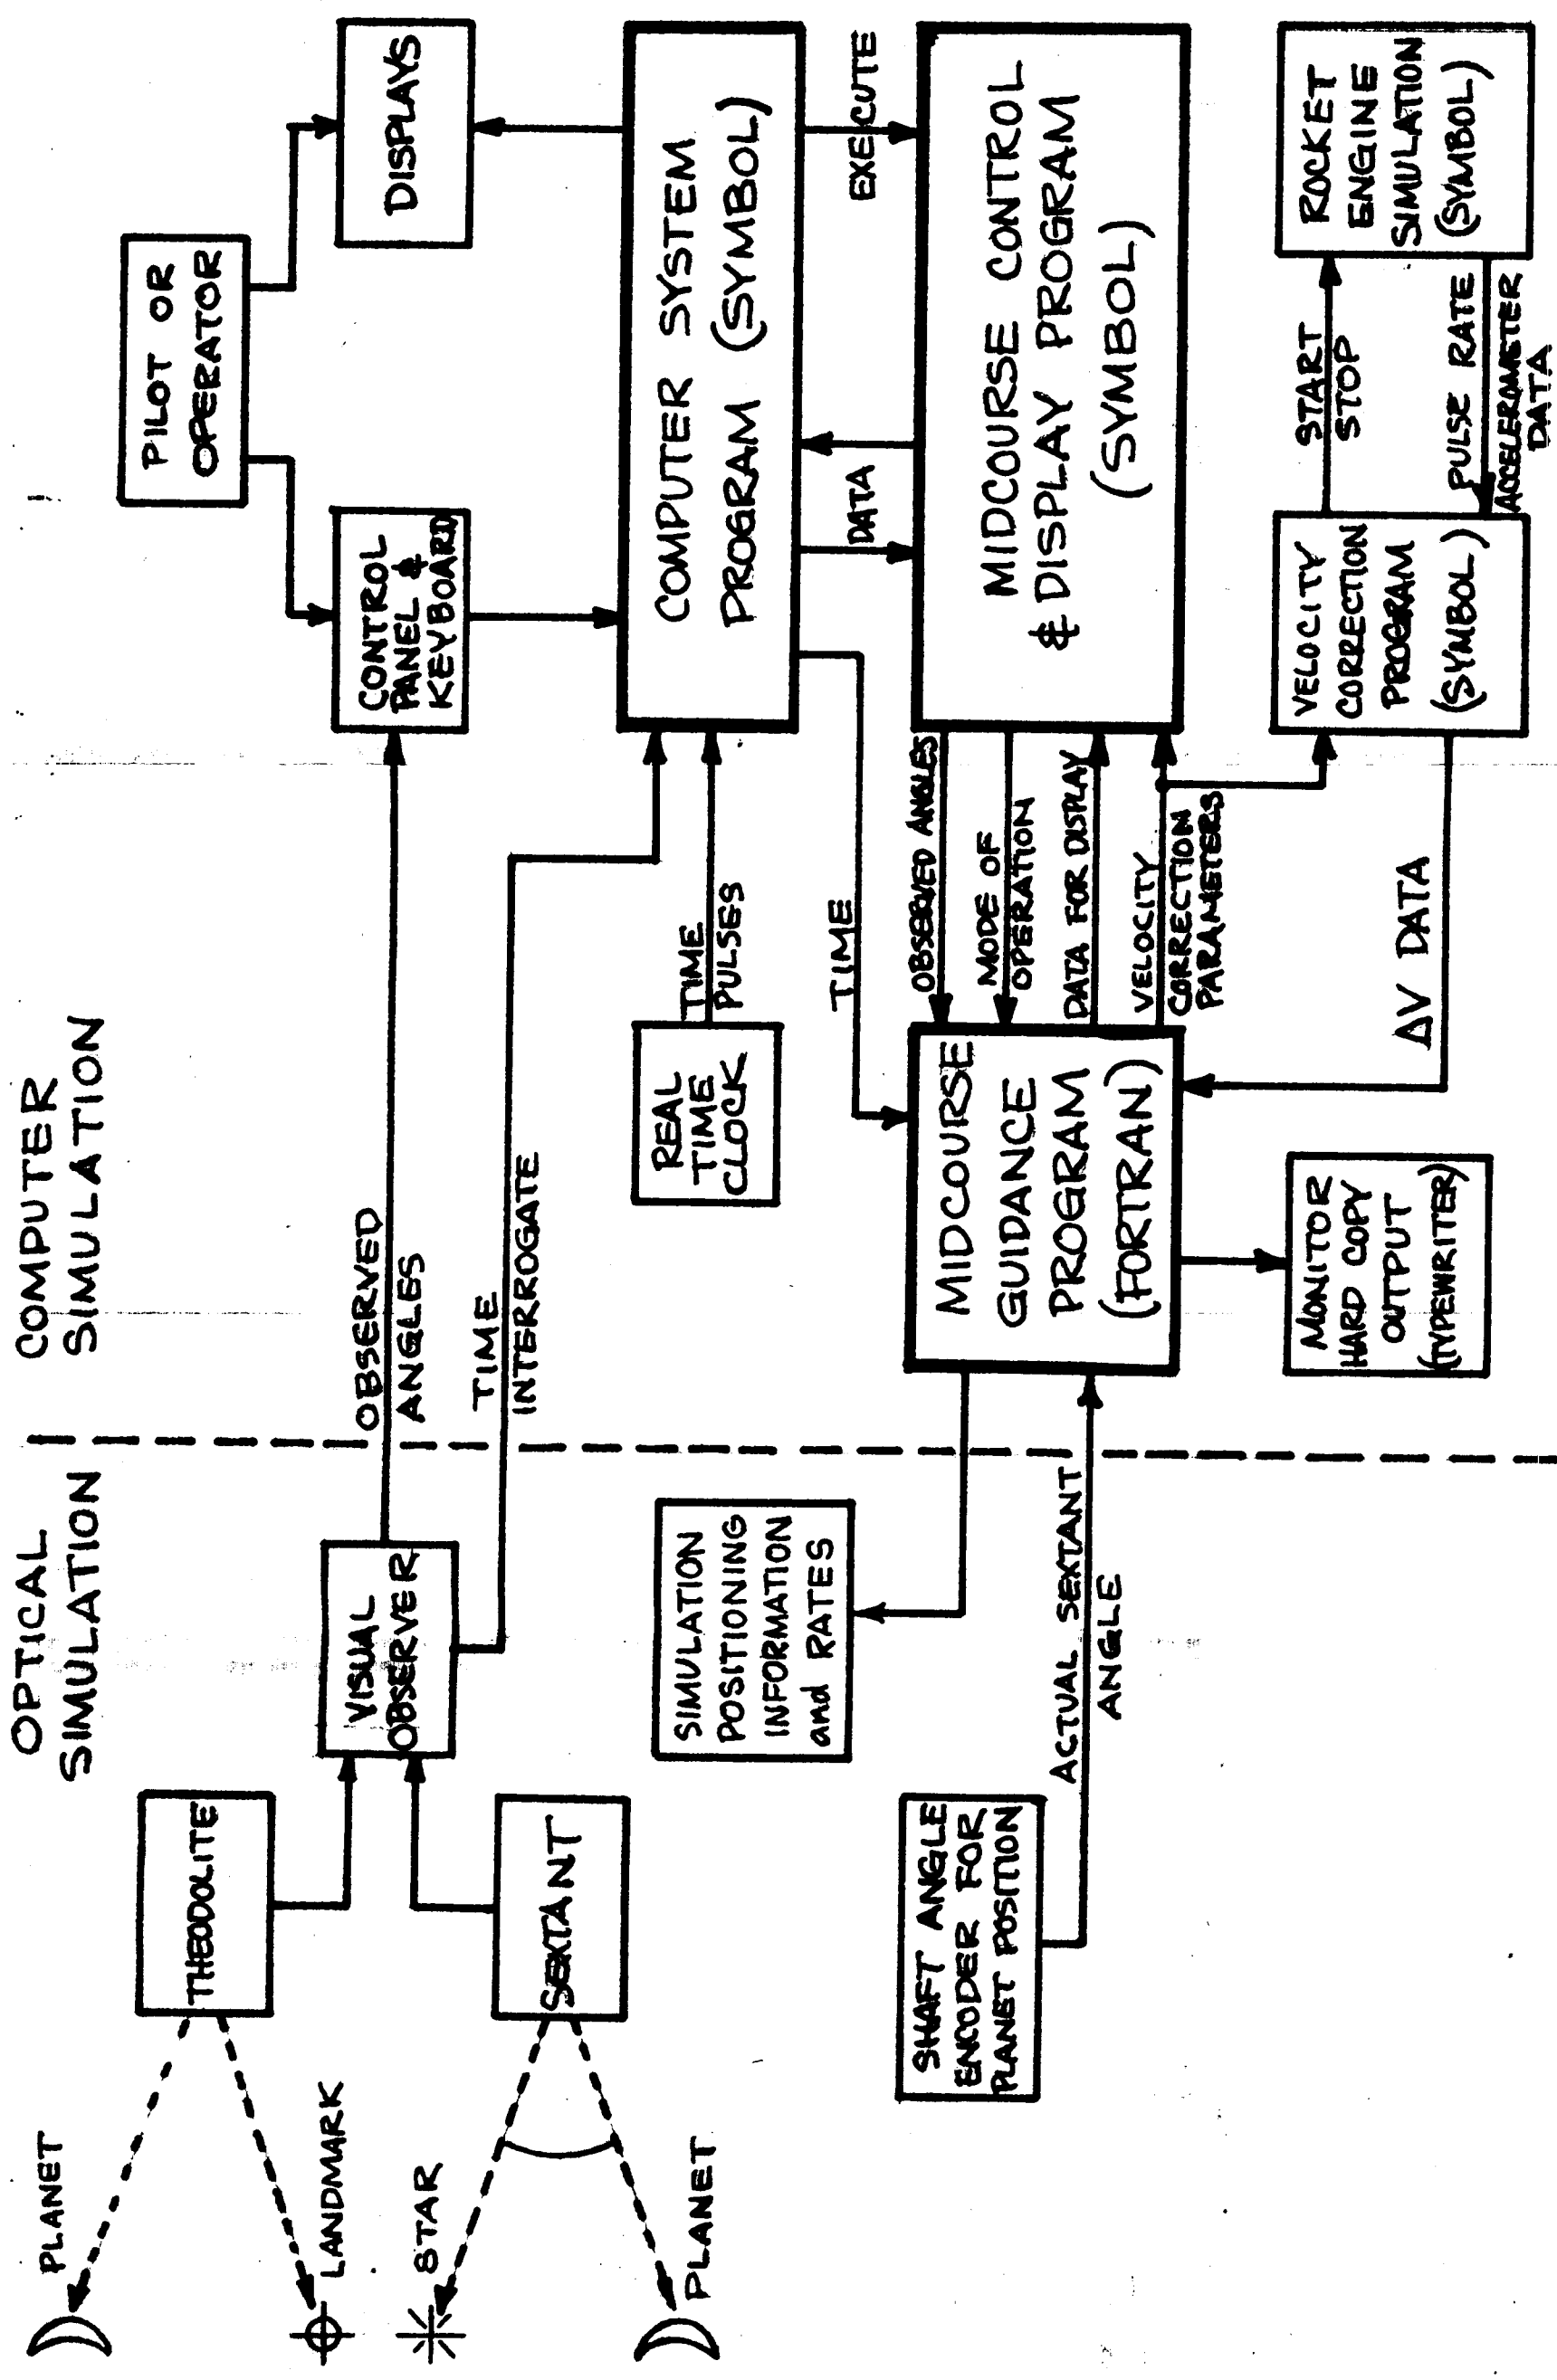 OPTICAL
SIMULATION
COMPUTER
SIMULATION
PLANET
LANDMARK
STAR
PLANET
THEODOLITE
SEXTANT
VISUAL
OBSERVER
OBSERVED
ANGLES
TIME
INTERROGATE
PILOT OR
OPERATOR
CONTROL
PANEL &
KEYBOARD
DISPLAYS
REAL
TIME
CLOCK
TIME
PULSES
COMPUTER SYSTEM
PROGRAM (SYMBOL)
SIMULATION
POSITIONING
INFORMATION
and RATES
TIME
DATA
EXECUTE
SHAFT ANGLE
ENCODER FOR
PLANET POSITION
ACTUAL SEXTANT
ANGLE
MIDCOURSE
GUIDANCE
PROGRAM
(FORTRAN)
OBSERVED ANGLES
MODE OF
OPERATION
DATA FOR DISPLAY
VELOCITY
CORRECTION
PARAMETERS
MIDCOURSE CONTROL
& DISPLAY PROGRAM
(SYMBOL)
MONITOR
HARD COPY
OUTPUT
(TYPEWRITER)
ΔV DATA
VELOCITY
CORRECTION
PROGRAM
(SYMBOL)
START
STOP
PULSE RATE
ACCELEROMETER
DATA
ROCKET
ENGINE
SIMULATION
(SYMBOL)